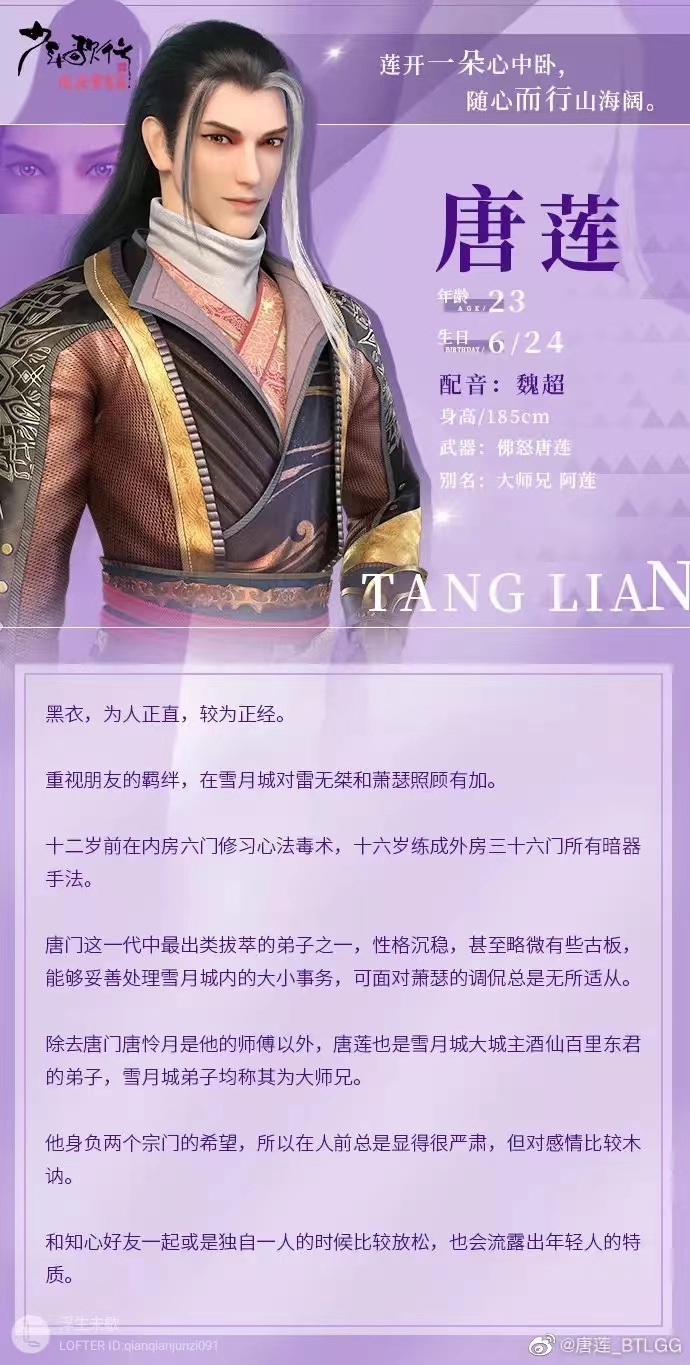 少年歌行
莲开一朵心中卧，
随心而行山海阔。
唐莲
年龄 AGE/ 23
生日 BIRTHDAY/ 6/24
配音：魏超
身高/185cm
武器：佛怒唐莲
别名：大师兄 阿莲
TANG LIAN
黑衣，为人正直，较为正经。
重视朋友的羁绊，在雪月城对雷无桀和萧瑟照顾有加。
十二岁前在内房六门修习心法毒术，十六岁练成外房三十六门所有暗器
手法。
唐门这一代中最出类拔萃的弟子之一，性格沉稳，甚至略微有些古板，
能够妥善处理雪月城内的大小事务，可面对萧瑟的调侃总是无所适从。
除去唐门唐怜月是他的师傅以外，唐莲也是雪月城大城主酒仙百里东君
的弟子，雪月城弟子均称其为大师兄。
他身负两个宗门的希望，所以在人前总是显得很严肃，但对感情比较木
讷。
和知心好友一起或是独自一人的时候比较放松，也会流露出年轻人的特
质。
浮生未歇
LOFTER ID:qianqianjunzi091
@唐莲_BTLGG